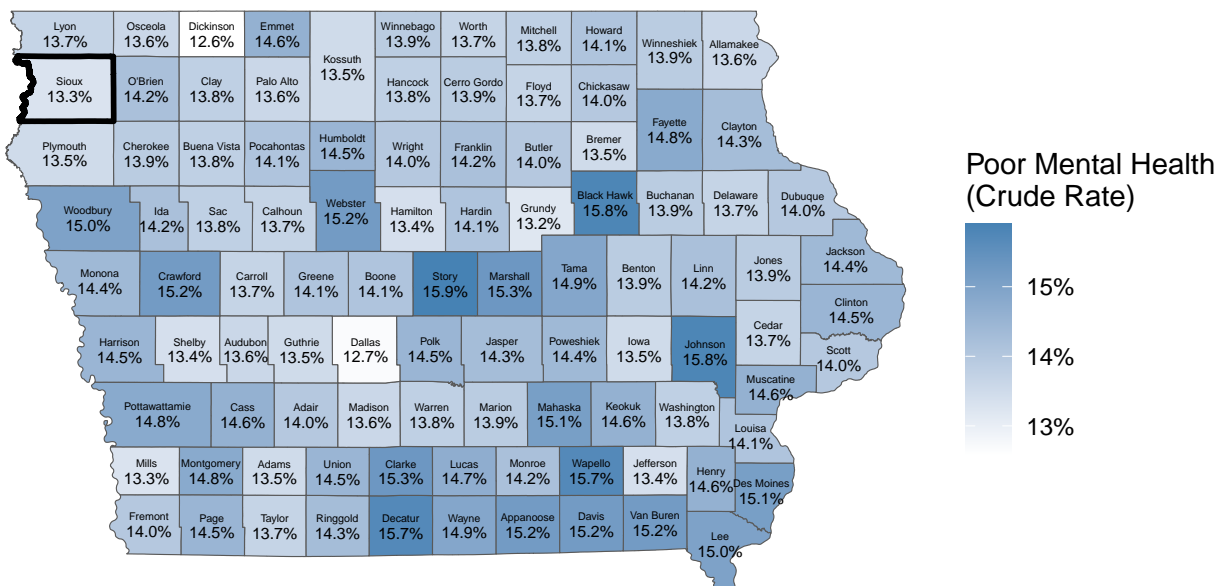 Lyon
13.7%
Osceola
13.6%
Dickinson
12.6%
Emmet
14.6%
Kossuth
13.5%
Winnebago
13.9%
Worth
13.7%
Mitchell
13.8%
Howard
14.1%
Winneshiek
13.9%
Allamakee
13.6%
Sioux
13.3%
O'Brien
14.2%
Clay
13.8%
Palo Alto
13.6%
Hancock
13.8%
Cerro Gordo
13.9%
Floyd
13.7%
Chickasaw
14.0%
Fayette
14.8%
Clayton
14.3%
Plymouth
13.5%
Cherokee
13.9%
Buena Vista
13.8%
Pocahontas
14.1%
Humboldt
14.5%
Wright
14.0%
Franklin
14.2%
Butler
14.0%
Bremer
13.5%
Woodbury
15.0%
Ida
14.2%
Sac
13.8%
Calhoun
13.7%
Webster
15.2%
Hamilton
13.4%
Hardin
14.1%
Grundy
13.2%
Black Hawk
15.8%
Buchanan
13.9%
Delaware
13.7%
Dubuque
14.0%
Monona
14.4%
Crawford
15.2%
Carroll
13.7%
Greene
14.1%
Boone
14.1%
Story
15.9%
Marshall
15.3%
Tama
14.9%
Benton
13.9%
Linn
14.2%
Jones
13.9%
Jackson
14.4%
Clinton
14.5%
Harrison
14.5%
Shelby
13.4%
Audubon
13.6%
Guthrie
13.5%
Dallas
12.7%
Polk
14.5%
Jasper
14.3%
Poweshiek
14.4%
Iowa
13.5%
Johnson
15.8%
Cedar
13.7%
Scott
14.0%
Muscatine
14.6%
Pottawattamie
14.8%
Cass
14.6%
Adair
14.0%
Madison
13.6%
Warren
13.8%
Marion
13.9%
Mahaska
15.1%
Keokuk
14.6%
Washington
13.8%
Louisa
14.1%
Mills
13.3%
Montgomery
14.8%
Adams
13.5%
Union
14.5%
Clarke
15.3%
Lucas
14.7%
Monroe
14.2%
Wapello
15.7%
Jefferson
13.4%
Henry
14.6%
Des Moines
15.1%
Fremont
14.0%
Page
14.5%
Taylor
13.7%
Ringgold
14.3%
Decatur
15.7%
Wayne
14.9%
Appanoose
15.2%
Davis
15.2%
Van Buren
15.2%
Lee
15.0%
Poor Mental Health
(Crude Rate)
15%
14%
13%